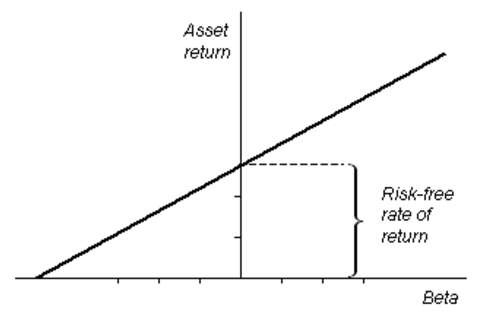 Asset
return
Risk-free
rate of
return
Beta